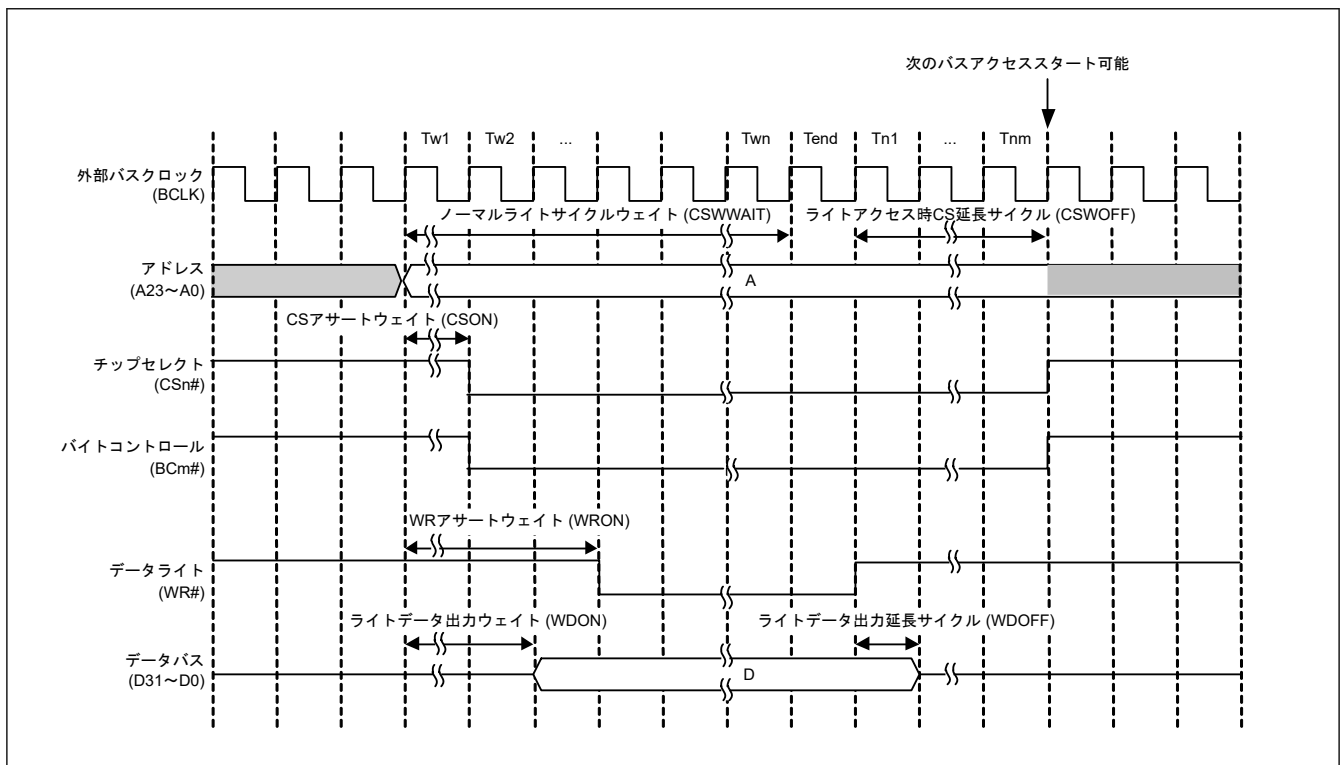 次のバスアクセススタート可能
Tw1 Tw2 ... Twn Tend Tn1 ... Tnm
外部バスクロック
(BCLK)
ノーマルライトサイクルウェイト (CSWWAIT)
ライトアクセス時CS延長サイクル (CSWOFF)
アドレス
(A23～A0)
A
CSアサートウェイト (CSON)
チップセレクト
(CSn#)
バイトコントロール
(BCm#)
WRアサートウェイト (WRON)
データライト
(WR#)
ライトデータ出力ウェイト (WDON)
ライトデータ出力延長サイクル (WDOFF)
データバス
(D31～D0)
D